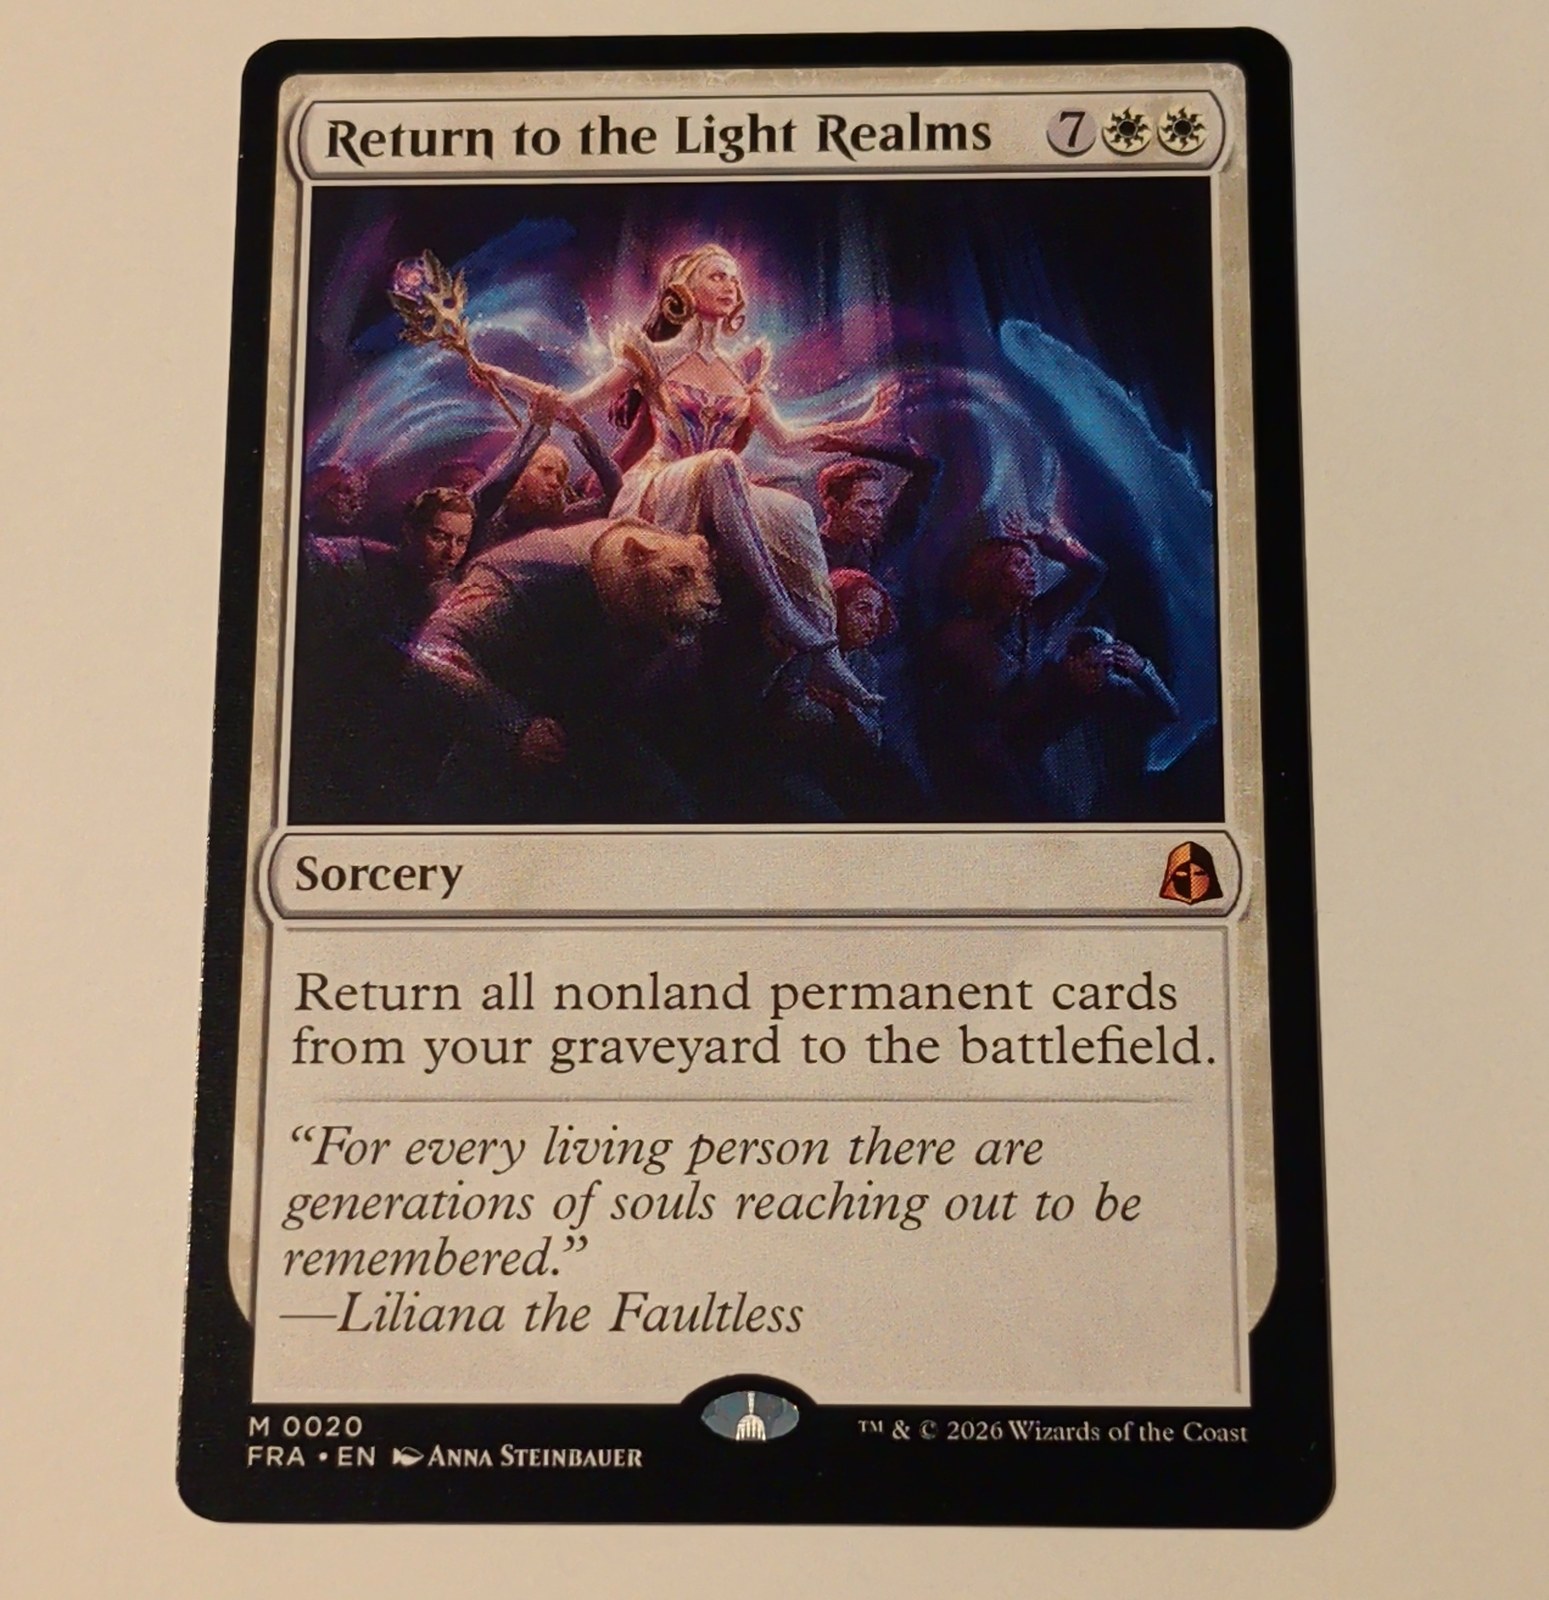 Return to the Light Realms 7
Sorcery
Return all nonland permanent cards
from your graveyard to the battlefield.
“For every living person there are
generations of souls reaching out to be
remembered.”
—Liliana the Faultless
M 0020
FRA • EN ANNA STEINBAUER
™ & © 2026 Wizards of the Coast